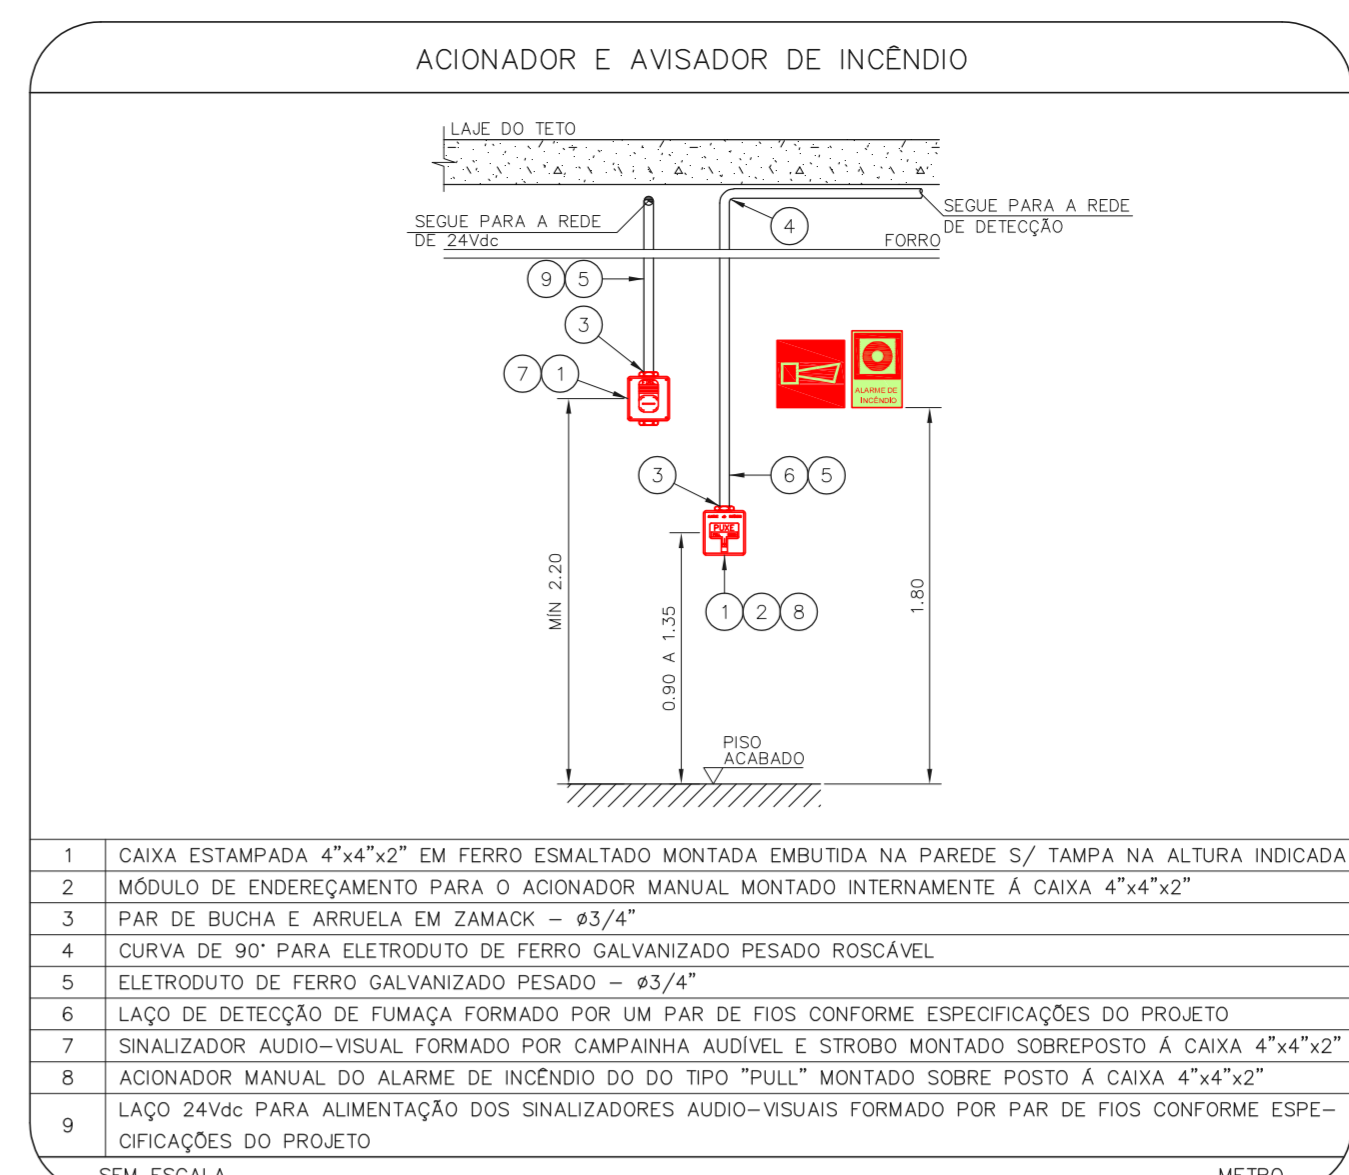 ACIONADOR E AVISADOR DE INCÊNDIO
LAJE DO TETO
SEGUE PARA A REDE
DE 24Vdc
4
SEGUE PARA A REDE
DE DETECÇÃO
FORRO
9 5
3
7 1
ALARME DE
INCÊNDIO
3
6 5
PUXE
MÍN 2.20
0.90 A 1.35
1 2 8
1.80
PISO
ACABADO
1 CAIXA ESTAMPADA 4"x4"x2" EM FERRO ESMALTADO MONTADA EMBUTIDA NA PAREDE S/ TAMPA NA ALTURA INDICADA
2 MÓDULO DE ENDEREÇAMENTO PARA O ACIONADOR MANUAL MONTADO INTERNAMENTE Á CAIXA 4"x4"x2"
3 PAR DE BUCHA E ARRUELA EM ZAMACK – ø3/4"
4 CURVA DE 90° PARA ELETRODUTO DE FERRO GALVANIZADO PESADO ROSCÁVEL
5 ELETRODUTO DE FERRO GALVANIZADO PESADO – ø3/4"
6 LAÇO DE DETECÇÃO DE FUMAÇA FORMADO POR UM PAR DE FIOS CONFORME ESPECIFICAÇÕES DO PROJETO
7 SINALIZADOR AUDIO–VISUAL FORMADO POR CAMPAINHA AUDÍVEL E STROBO MONTADO SOBREPOSTO Á CAIXA 4"x4"x2"
8 ACIONADOR MANUAL DO ALARME DE INCÊNDIO DO DO TIPO "PULL" MONTADO SOBRE POSTO Á CAIXA 4"x4"x2"
9 LAÇO 24Vdc PARA ALIMENTAÇÃO DOS SINALIZADORES AUDIO–VISUAIS FORMADO POR PAR DE FIOS CONFORME ESPE–
CIFICAÇÕES DO PROJETO
SEM ESCALA METRO